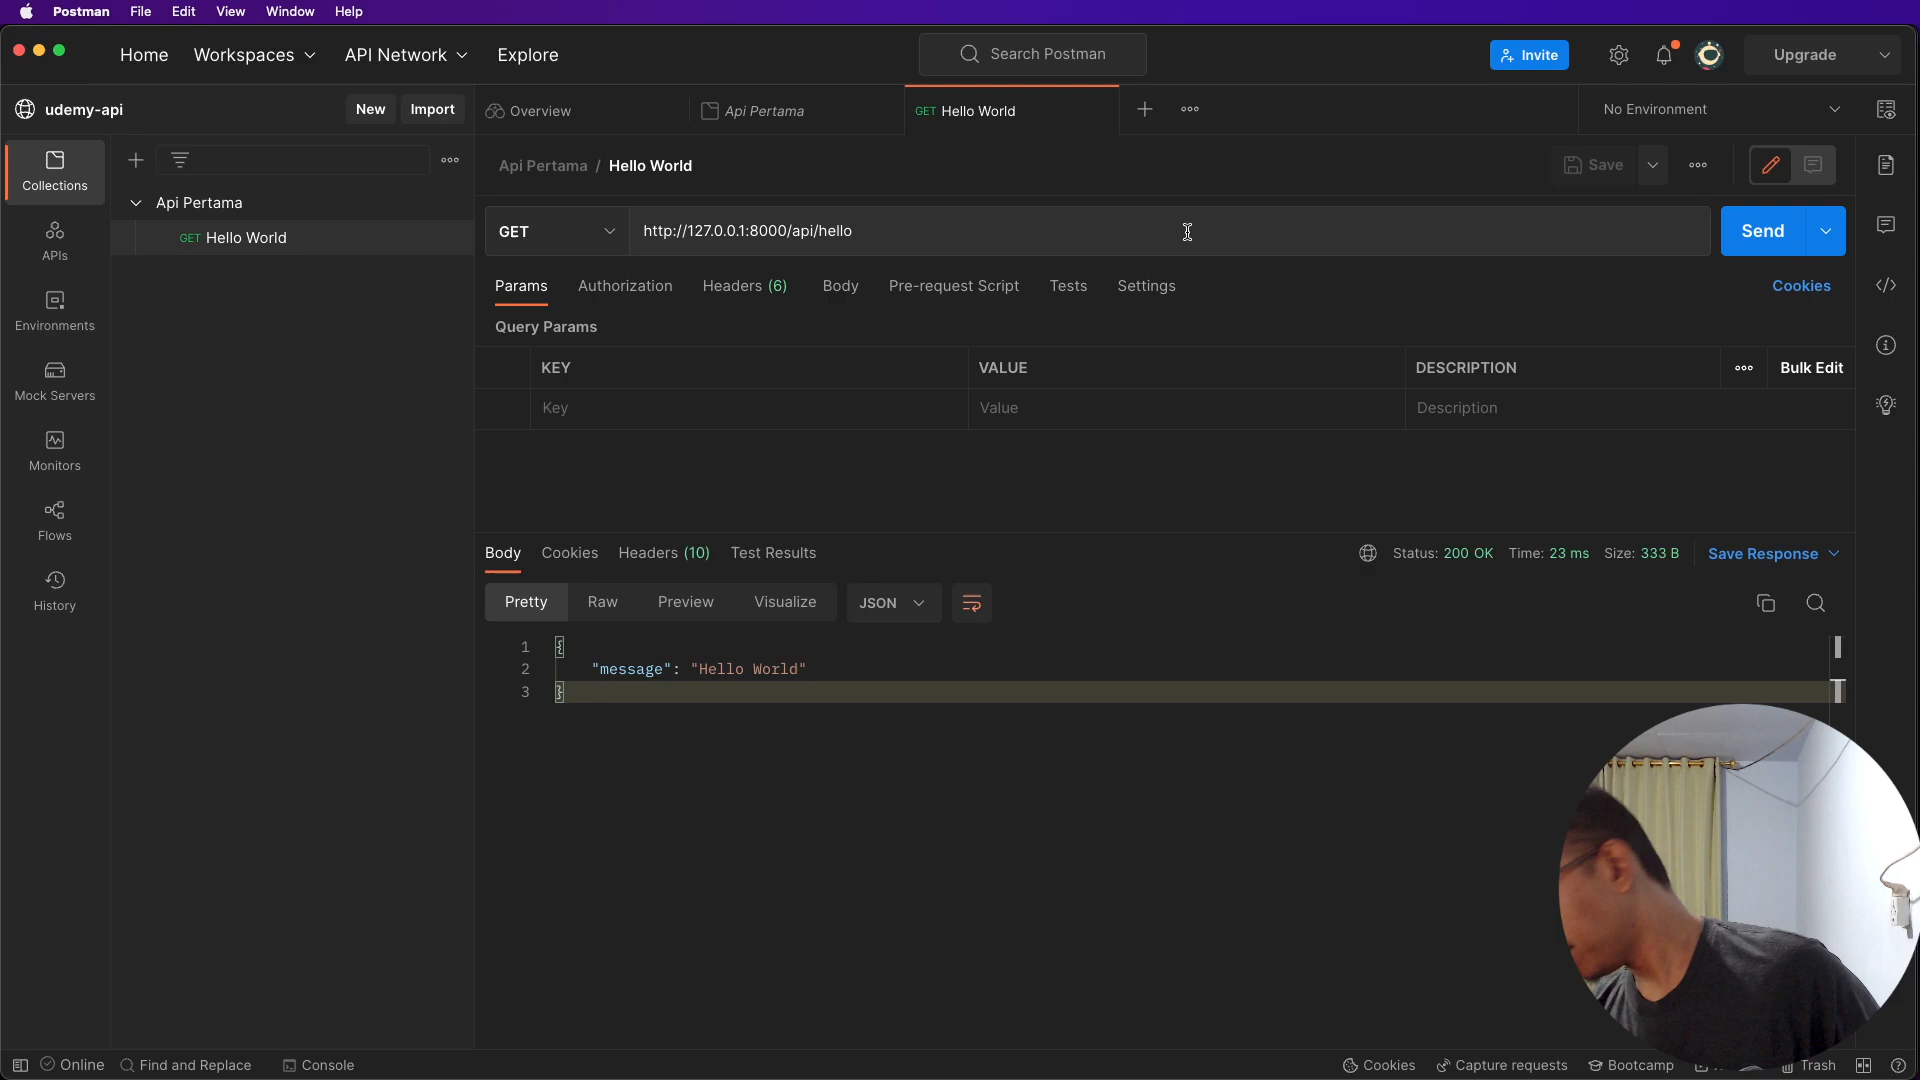 Postman File Edit View Window Help
Home Workspaces API Network Explore Search Postman Invite Upgrade
udemy-api New Import Overview Api Pertama GET Hello World No Environment
Collections
APIs
Environments
Mock Servers
Monitors
Flows
History
Api Pertama
GET Hello World
Api Pertama / Hello World Save
GET http://127.0.0.1:8000/api/hello Send
Params Authorization Headers (6) Body Pre-request Script Tests Settings Cookies
Query Params
KEY VALUE DESCRIPTION Bulk Edit
Key Value Description
Body Cookies Headers (10) Test Results Status: 200 OK Time: 23 ms Size: 333 B Save Response
Pretty Raw Preview Visualize JSON
1 {
2 "message": "Hello World"
3 }
Online Find and Replace Console Cookies Capture requests Bootcamp Trash